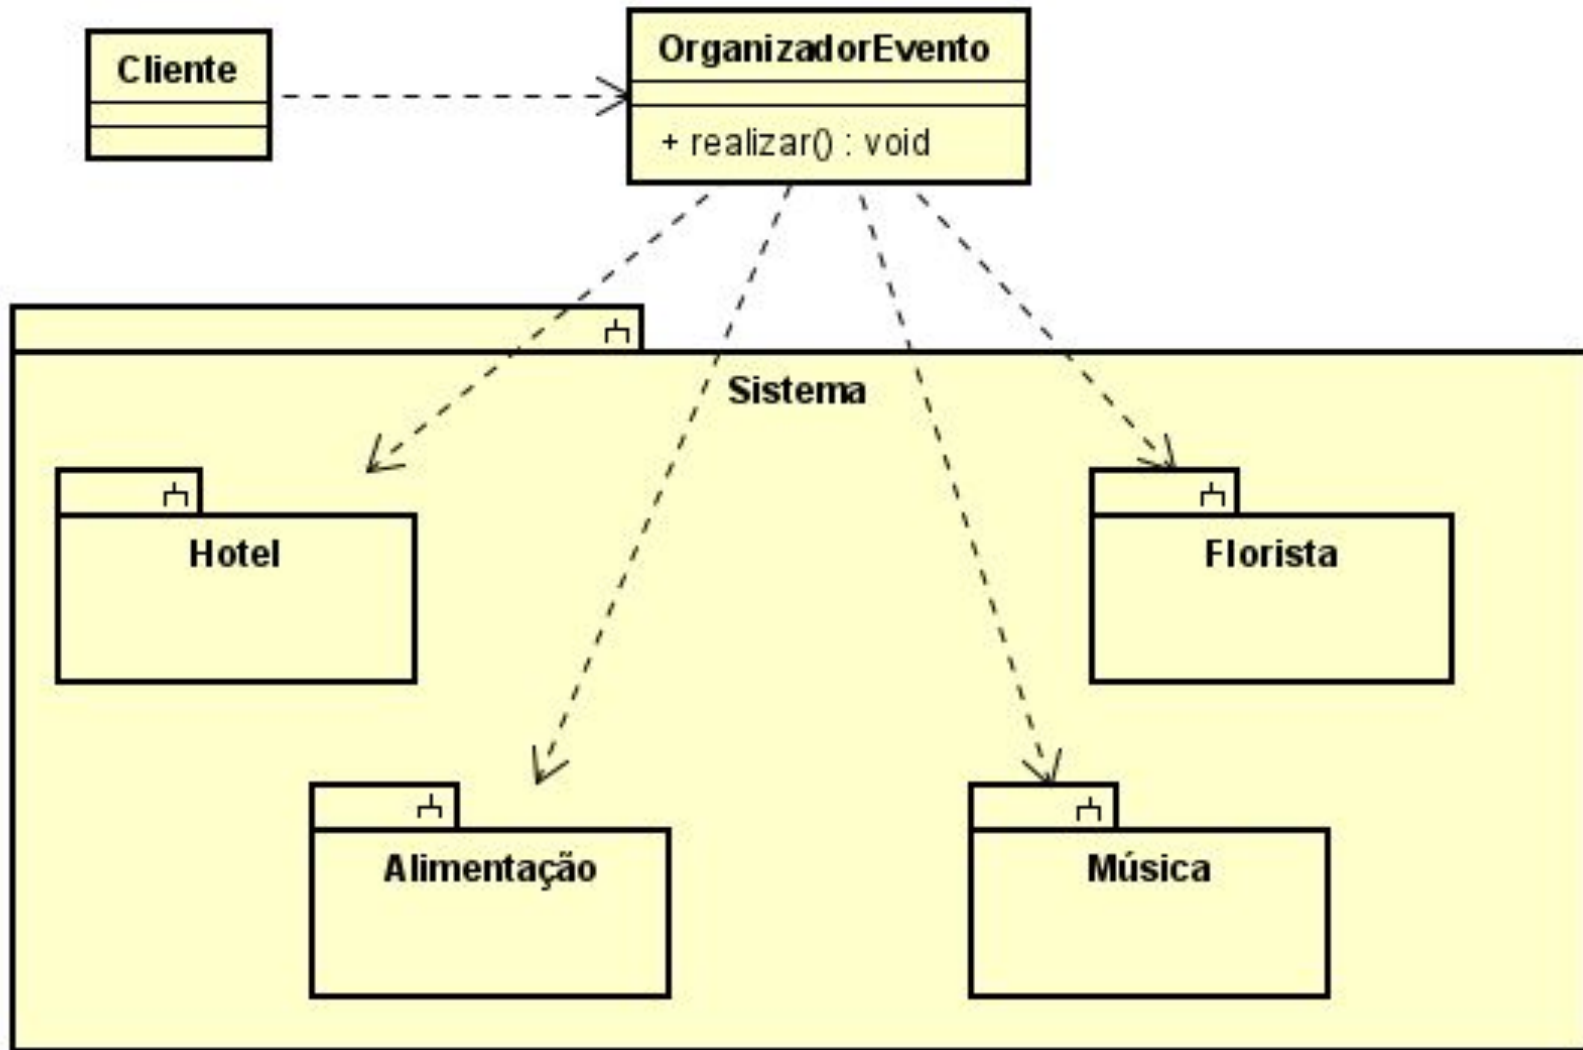 Cliente
OrganizadorEvento
+ realizar() : void
Sistema
Hotel
Florista
Alimentação
Música